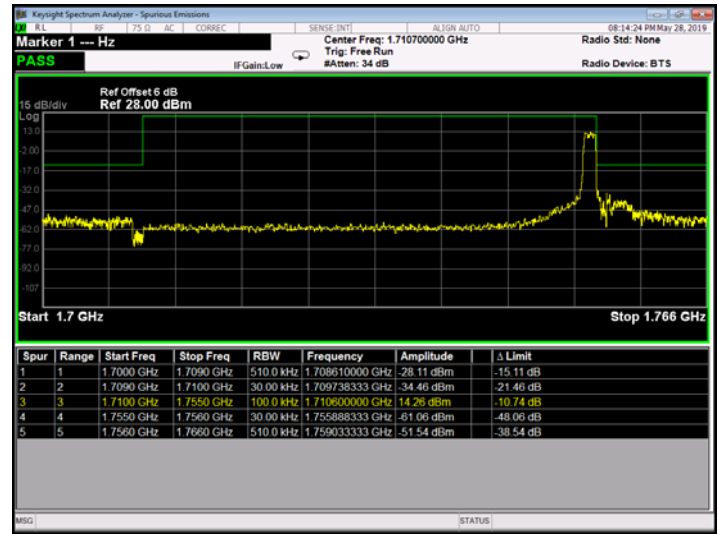 Keysight Spectrum Analyzer - Spurious Emissions
RL RF 75 Ω AC CORREC SENSE:INT ALIGN AUTO 08:14:24 PM May 28, 2019
Marker 1 --- Hz Center Freq: 1.710700000 GHz Radio Std: None
PASS Trig: Free Run
IFGain:Low #Atten: 34 dB Radio Device: BTS
Ref Offset 6 dB
15 dB/div Ref 28.00 dBm
Log
13.0
-2.00
-17.0
-32.0
-47.0
-62.0
-77.0
-92.0
-107
Start 1.7 GHz Stop 1.766 GHz
Spur Range Start Freq Stop Freq RBW Frequency Amplitude Δ Limit
1 1 1.7000 GHz 1.7090 GHz 510.0 kHz 1.708610000 GHz -28.11 dBm -15.11 dB
2 2 1.7090 GHz 1.7100 GHz 30.00 kHz 1.709738333 GHz -34.46 dBm -21.46 dB
3 3 1.7100 GHz 1.7550 GHz 100.0 kHz 1.710600000 GHz 14.26 dBm -10.74 dB
4 4 1.7550 GHz 1.7560 GHz 30.00 kHz 1.755888333 GHz -61.06 dBm -48.06 dB
5 5 1.7560 GHz 1.7660 GHz 510.0 kHz 1.759033333 GHz -51.54 dBm -38.54 dB
MSG STATUS